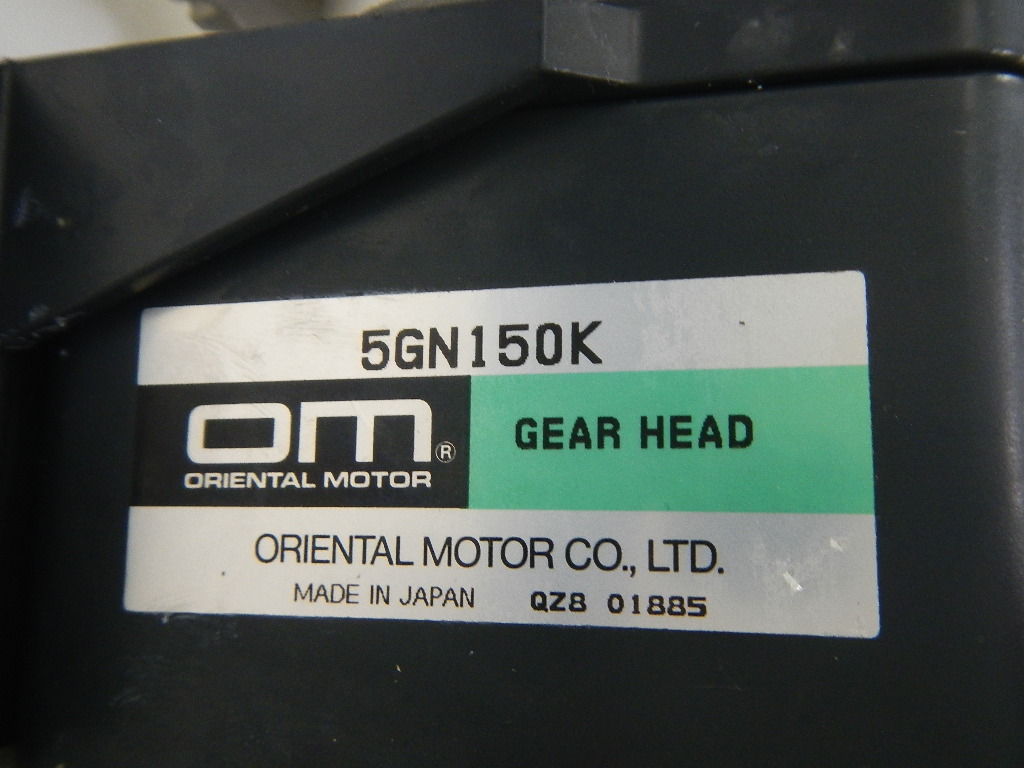 5GN150K
om®
ORIENTAL MOTOR
GEAR HEAD
ORIENTAL MOTOR CO., LTD.
MADE IN JAPAN QZ8 01885